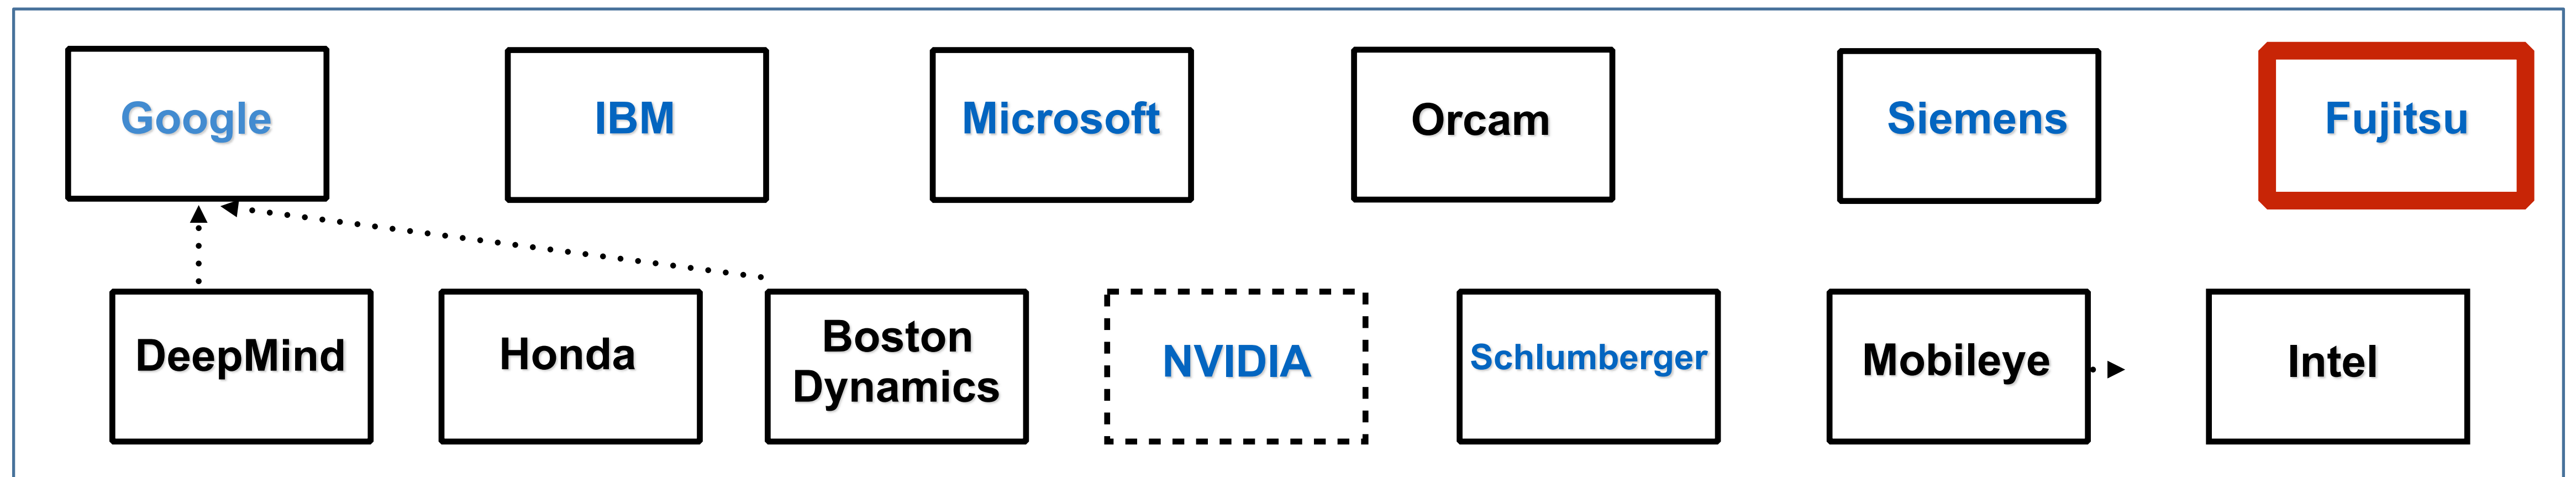 Google
IBM
Microsoft
Orcam
Siemens
Fujitsu
DeepMind
Honda
Boston
Dynamics
NVIDIA
Schlumberger
Mobileye
Intel